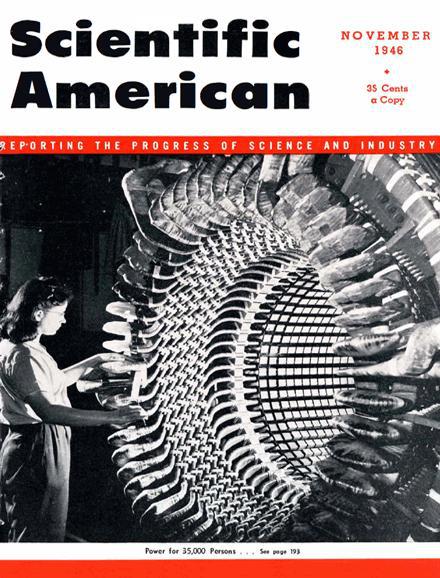 Scientific
American
NOVEMBER
1946
35 Cents
a Copy
REPORTING THE PROGRESS OF SCIENCE AND INDUSTRY
Power for 35,000 Persons . . . See page 193